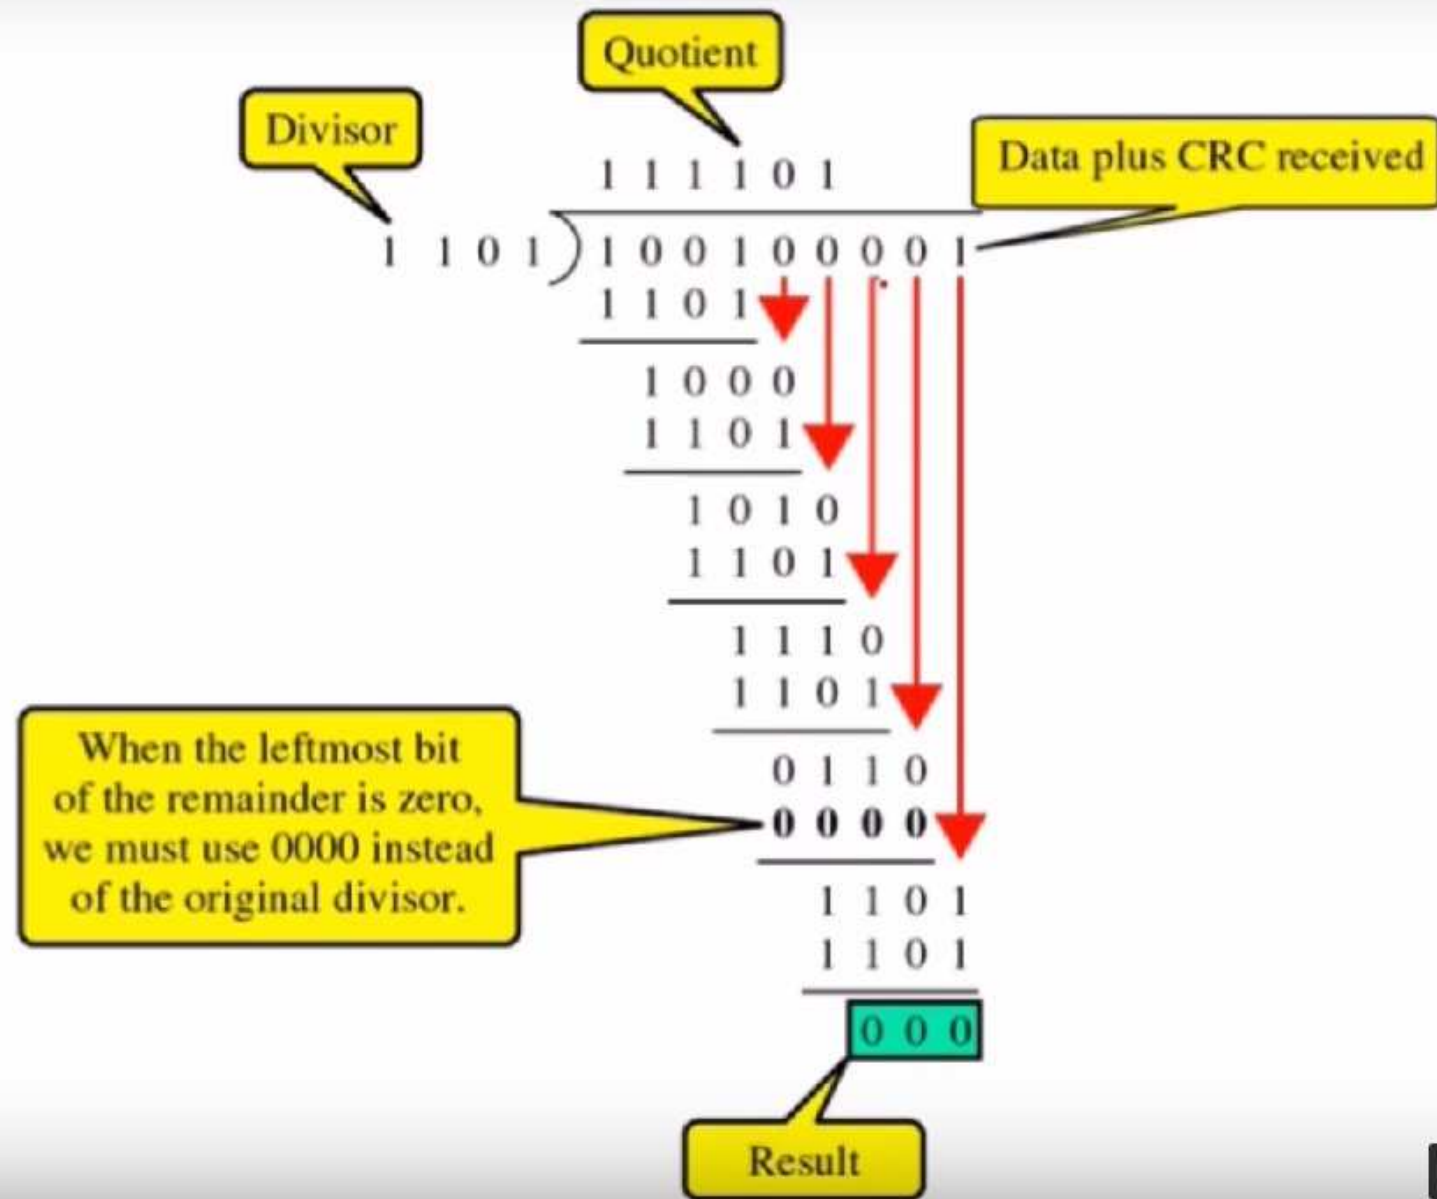 Quotient
Divisor
Data plus CRC received
1 1 1 1 0 1
1 1 0 1 ) 1 0 0 1 0 0 0 0 1
1 1 0 1
1 0 0 0
1 1 0 1
1 0 1 0
1 1 0 1
1 1 1 0
1 1 0 1
When the leftmost bit
of the remainder is zero,
we must use 0000 instead
of the original divisor.
0 1 1 0
0 0 0 0
1 1 0 1
1 1 0 1
0 0 0
Result